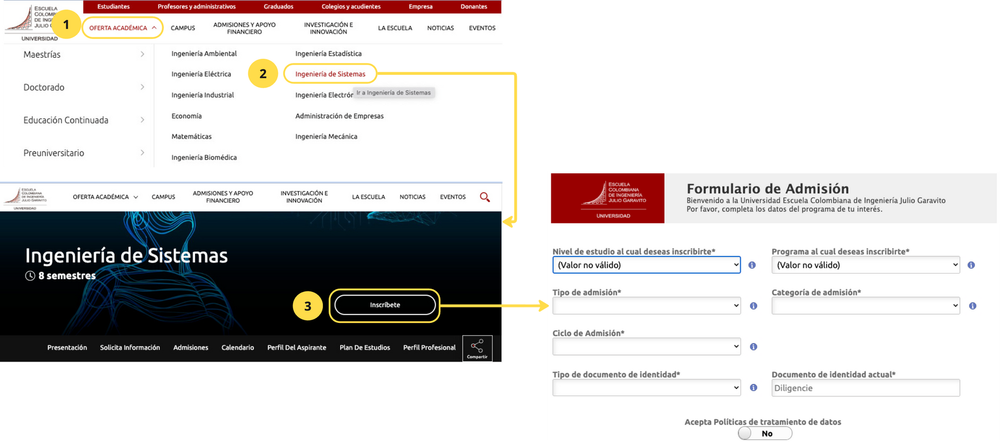 Estudiantes
Profesores y administrativos
Graduados
Colegios y acudientes
Empresa
Donantes
ESCUELA
COLOM
DE ING
JULIO
UNIVERSIDAD
1
OFERTA ACADÉMICA
CAMPUS
ADMISIONES Y APOYO
FINANCIERO
INVESTIGACIÓN E
INNOVACIÓN
LA ESCUELA
NOTICIAS
EVENTOS
Maestrías
Doctorado
Educación Continuada
Preuniversitario
Ingeniería Ambiental
Ingeniería Eléctrica
Ingeniería Industrial
Economía
Matemáticas
Ingeniería Biomédica
Ingeniería Estadística
2
Ingeniería de Sistemas
Ingeniería Electrón
Ir a Ingeniería de Sistemas
Administración de Empresas
Ingeniería Mecánica
ESCUELA
COLOMBIANA
DE INGENIERÍA
JULIO GARAVITO
UNIVERSIDAD
OFERTA ACADÉMICA
CAMPUS
ADMISIONES Y APOYO
FINANCIERO
INVESTIGACIÓN E
INNOVACIÓN
LA ESCUELA
NOTICIAS
EVENTOS
Ingeniería de Sistemas
8 semestres
3
Inscríbete
Presentación
Solicita Información
Admisiones
Calendario
Perfil Del Aspirante
Plan De Estudios
Perfil Profesional
Compartir
ESCUELA
COLOMBIANA
DE INGENIERÍA
JULIO GARAVITO
UNIVERSIDAD
Formulario de Admisión
Bienvenido a la Universidad Escuela Colombiana de Ingeniería Julio Garavito
Por favor, completa los datos del programa de tu interés.
Nivel de estudio al cual deseas inscribirte*
(Valor no válido)
Programa al cual deseas inscribirte*
(Valor no válido)
Tipo de admisión*
Categoría de admisión*
Ciclo de Admisión*
Tipo de documento de identidad*
Documento de identidad actual*
Diligencie
Acepta Políticas de tratamiento de datos
No